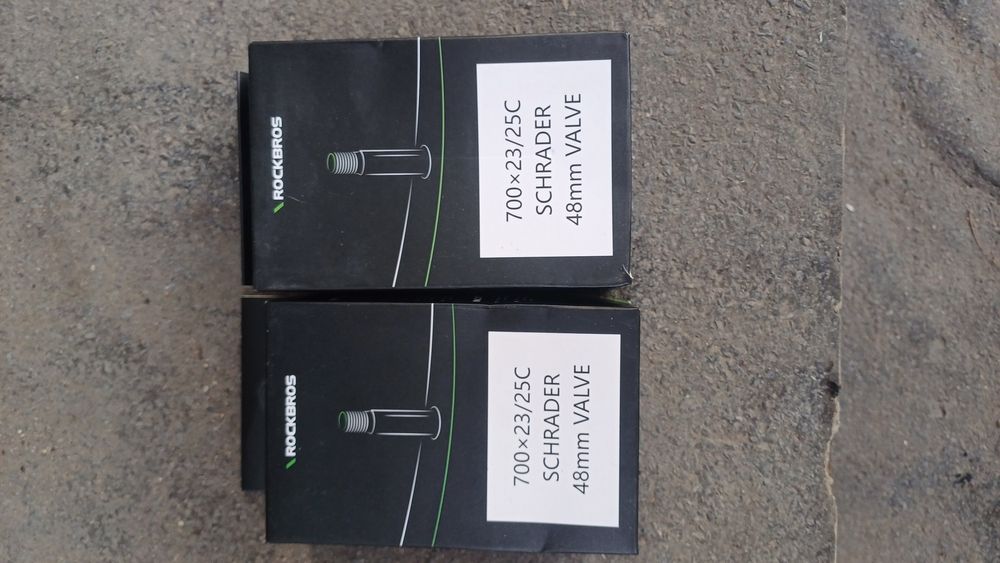 ROCKBROS
700×23/25C
SCHRADER
48mm VALVE
ROCKBROS
700×23/25C
SCHRADER
48mm VALVE